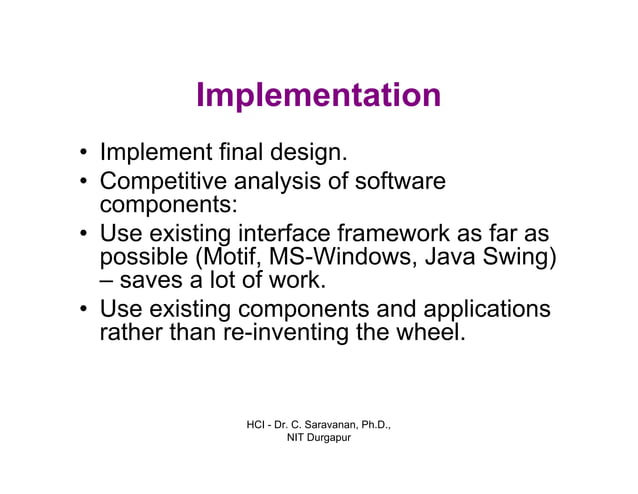 Implementation
• Implement final design.
• Competitive analysis of software
components:
• Use existing interface framework as far as
possible (Motif, MS-Windows, Java Swing)
– saves a lot of work.
• Use existing components and applications
rather than re-inventing the wheel.
HCI - Dr. C. Saravanan, Ph.D.,
NIT Durgapur